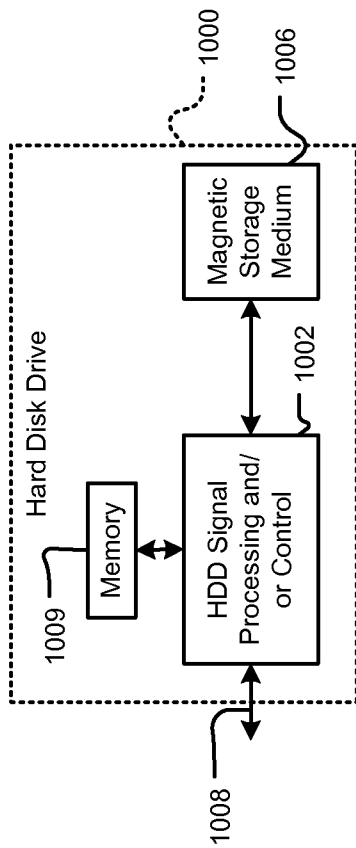 1000
Hard Disk Drive
1009
Memory
HDD Signal
Processing and/
or Control
Magnetic
Storage
Medium
1008
1002
1006